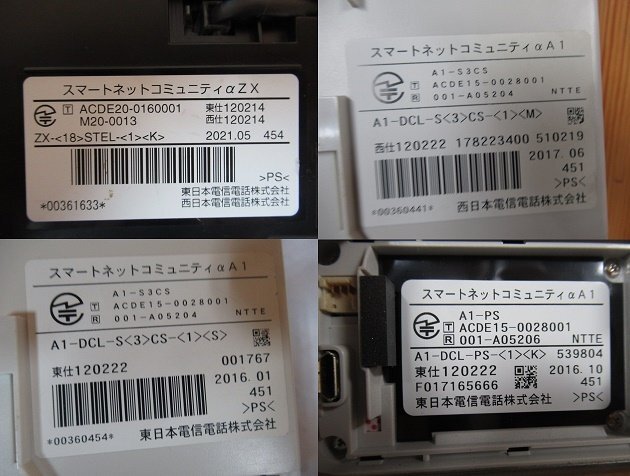 スマートネットコミュニティαZX
T ACDE20-0160001 東仕120214
M20-0013 西仕120214
ZX-<18>STEL-<1><K> 2021.05 454
>PS<
*00361633* 東日本電信電話株式会社
西日本電信電話株式会社
スマートネットコミュニティαA1
A1-S3CS
T ACDE15-0028001
R 001-A05204 NTTE
A1-DCL-S<3>CS-<1><M>
西仕120222 178223400 510219
2017.06
451
>PS<
*00360441* 西日本電信電話株式会社
スマートネットコミュニティαA1
A1-S3CS
T ACDE15-0028001
R 001-A05204 NTTE
A1-DCL-S<3>CS-<1><S>
東仕120222 001767
2016.01
451
>PS<
*00360454* 東日本電信電話株式会社
スマートネットコミュニティαA1
A1-PS
T ACDE15-0028001
R 001-A05206 NTTE
A1-DCL-PS-<1><K> 539804
東仕120222 2016.10
F017165666 451
>PS<
東日本電信電話株式会社